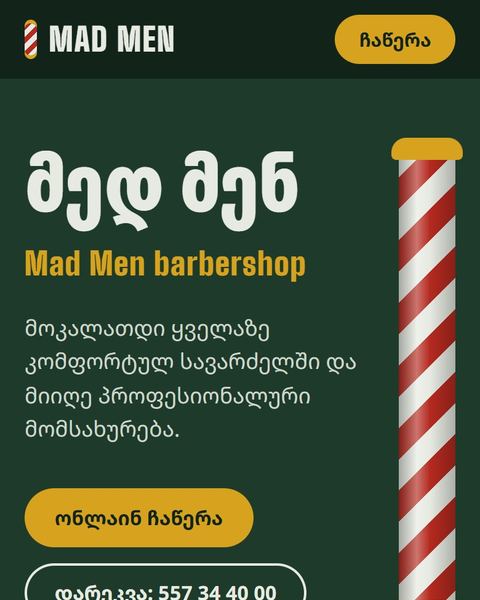 MAD MEN
ჩაწერა
მედ მენ
Mad Men barbershop
მოკალათდი ყველაზე
კომფორტულ სავარძელში და
მიიღე პროფესიონალური
მომსახურება.
ონლაინ ჩაწერა
დარეკვა: 557 34 40 00